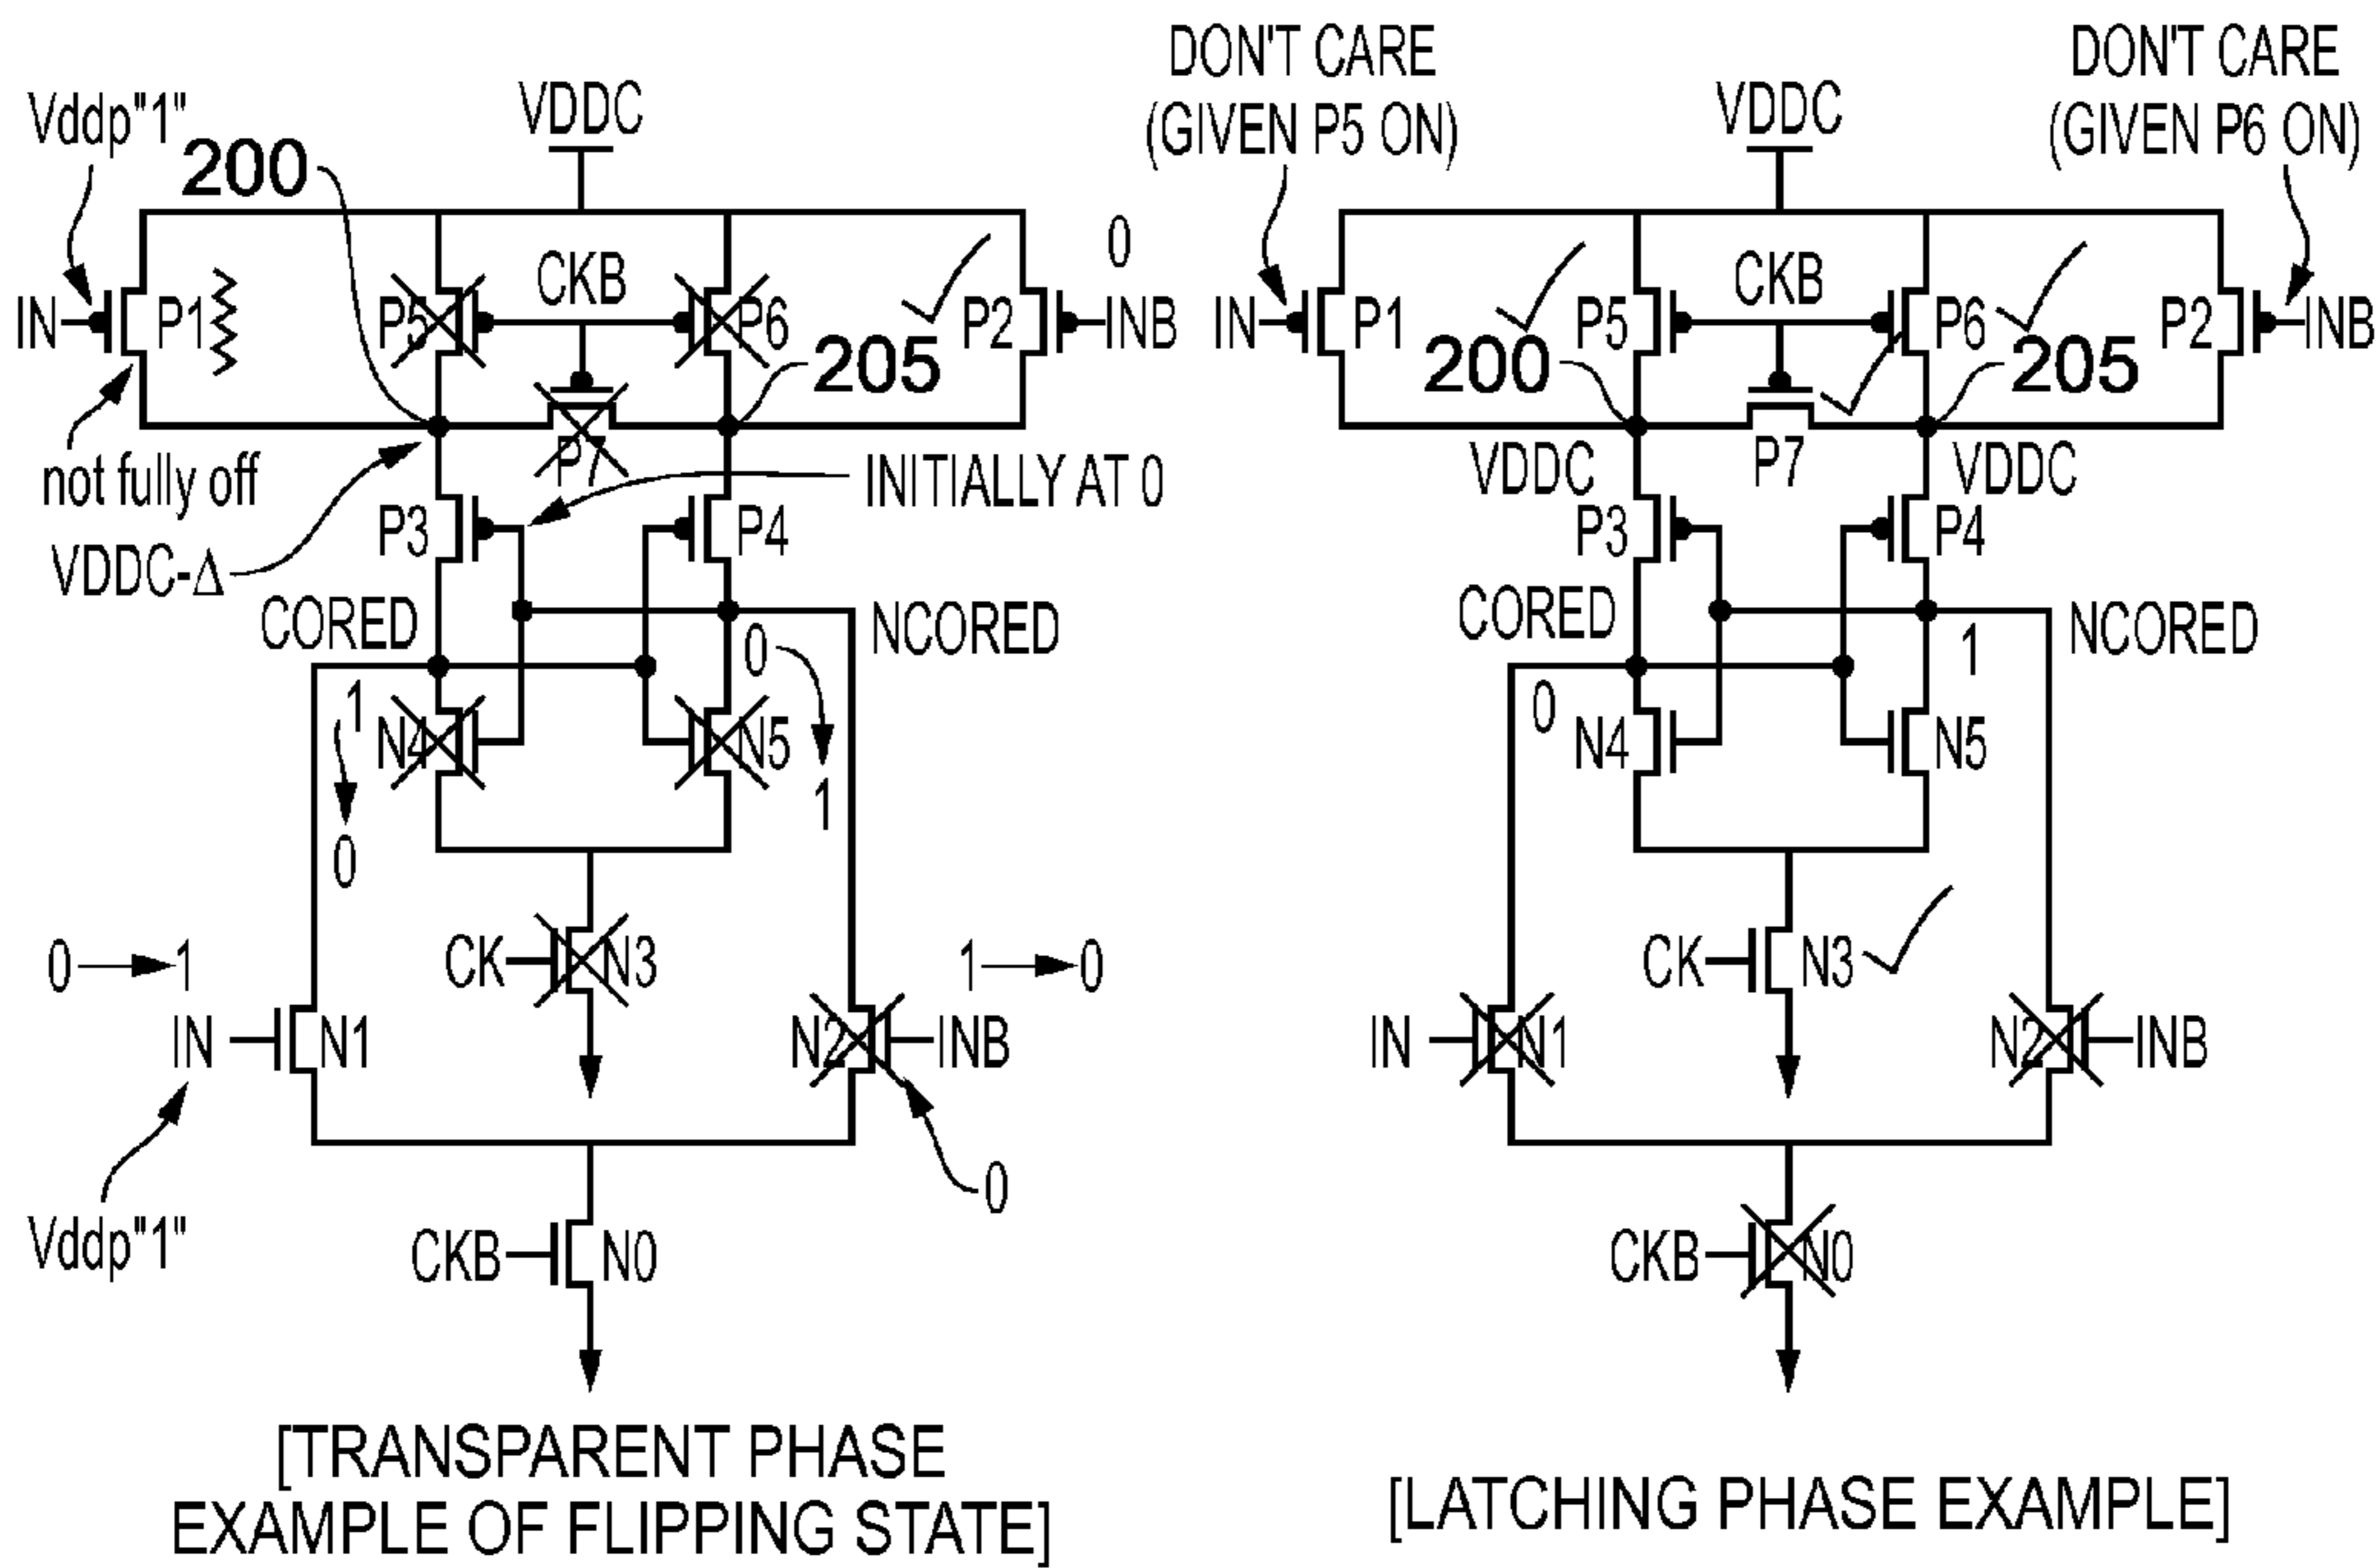 Vddp"1"
200
VDDC
IN
P1
not fully off
VDDC-Δ
P5
CKB
P6
P2
0
INB
205
P7
INITIALLY AT 0
P3
P4
CORED
NCORED
1
0
0
1
N4
N5
CK
N3
0 → 1
IN
N1
Vddp"1"
1 → 0
N2
INB
0
CKB
N0
[TRANSPARENT PHASE
EXAMPLE OF FLIPPING STATE]
DON'T CARE
(GIVEN P5 ON)
VDDC
DON'T CARE
(GIVEN P6 ON)
IN
P1
P5
CKB
P6
P2
INB
200
205
VDDC
P7
VDDC
P3
P4
CORED
NCORED
0
1
N4
N5
CK
N3
IN
N1
N2
INB
CKB
N0
[LATCHING PHASE EXAMPLE]